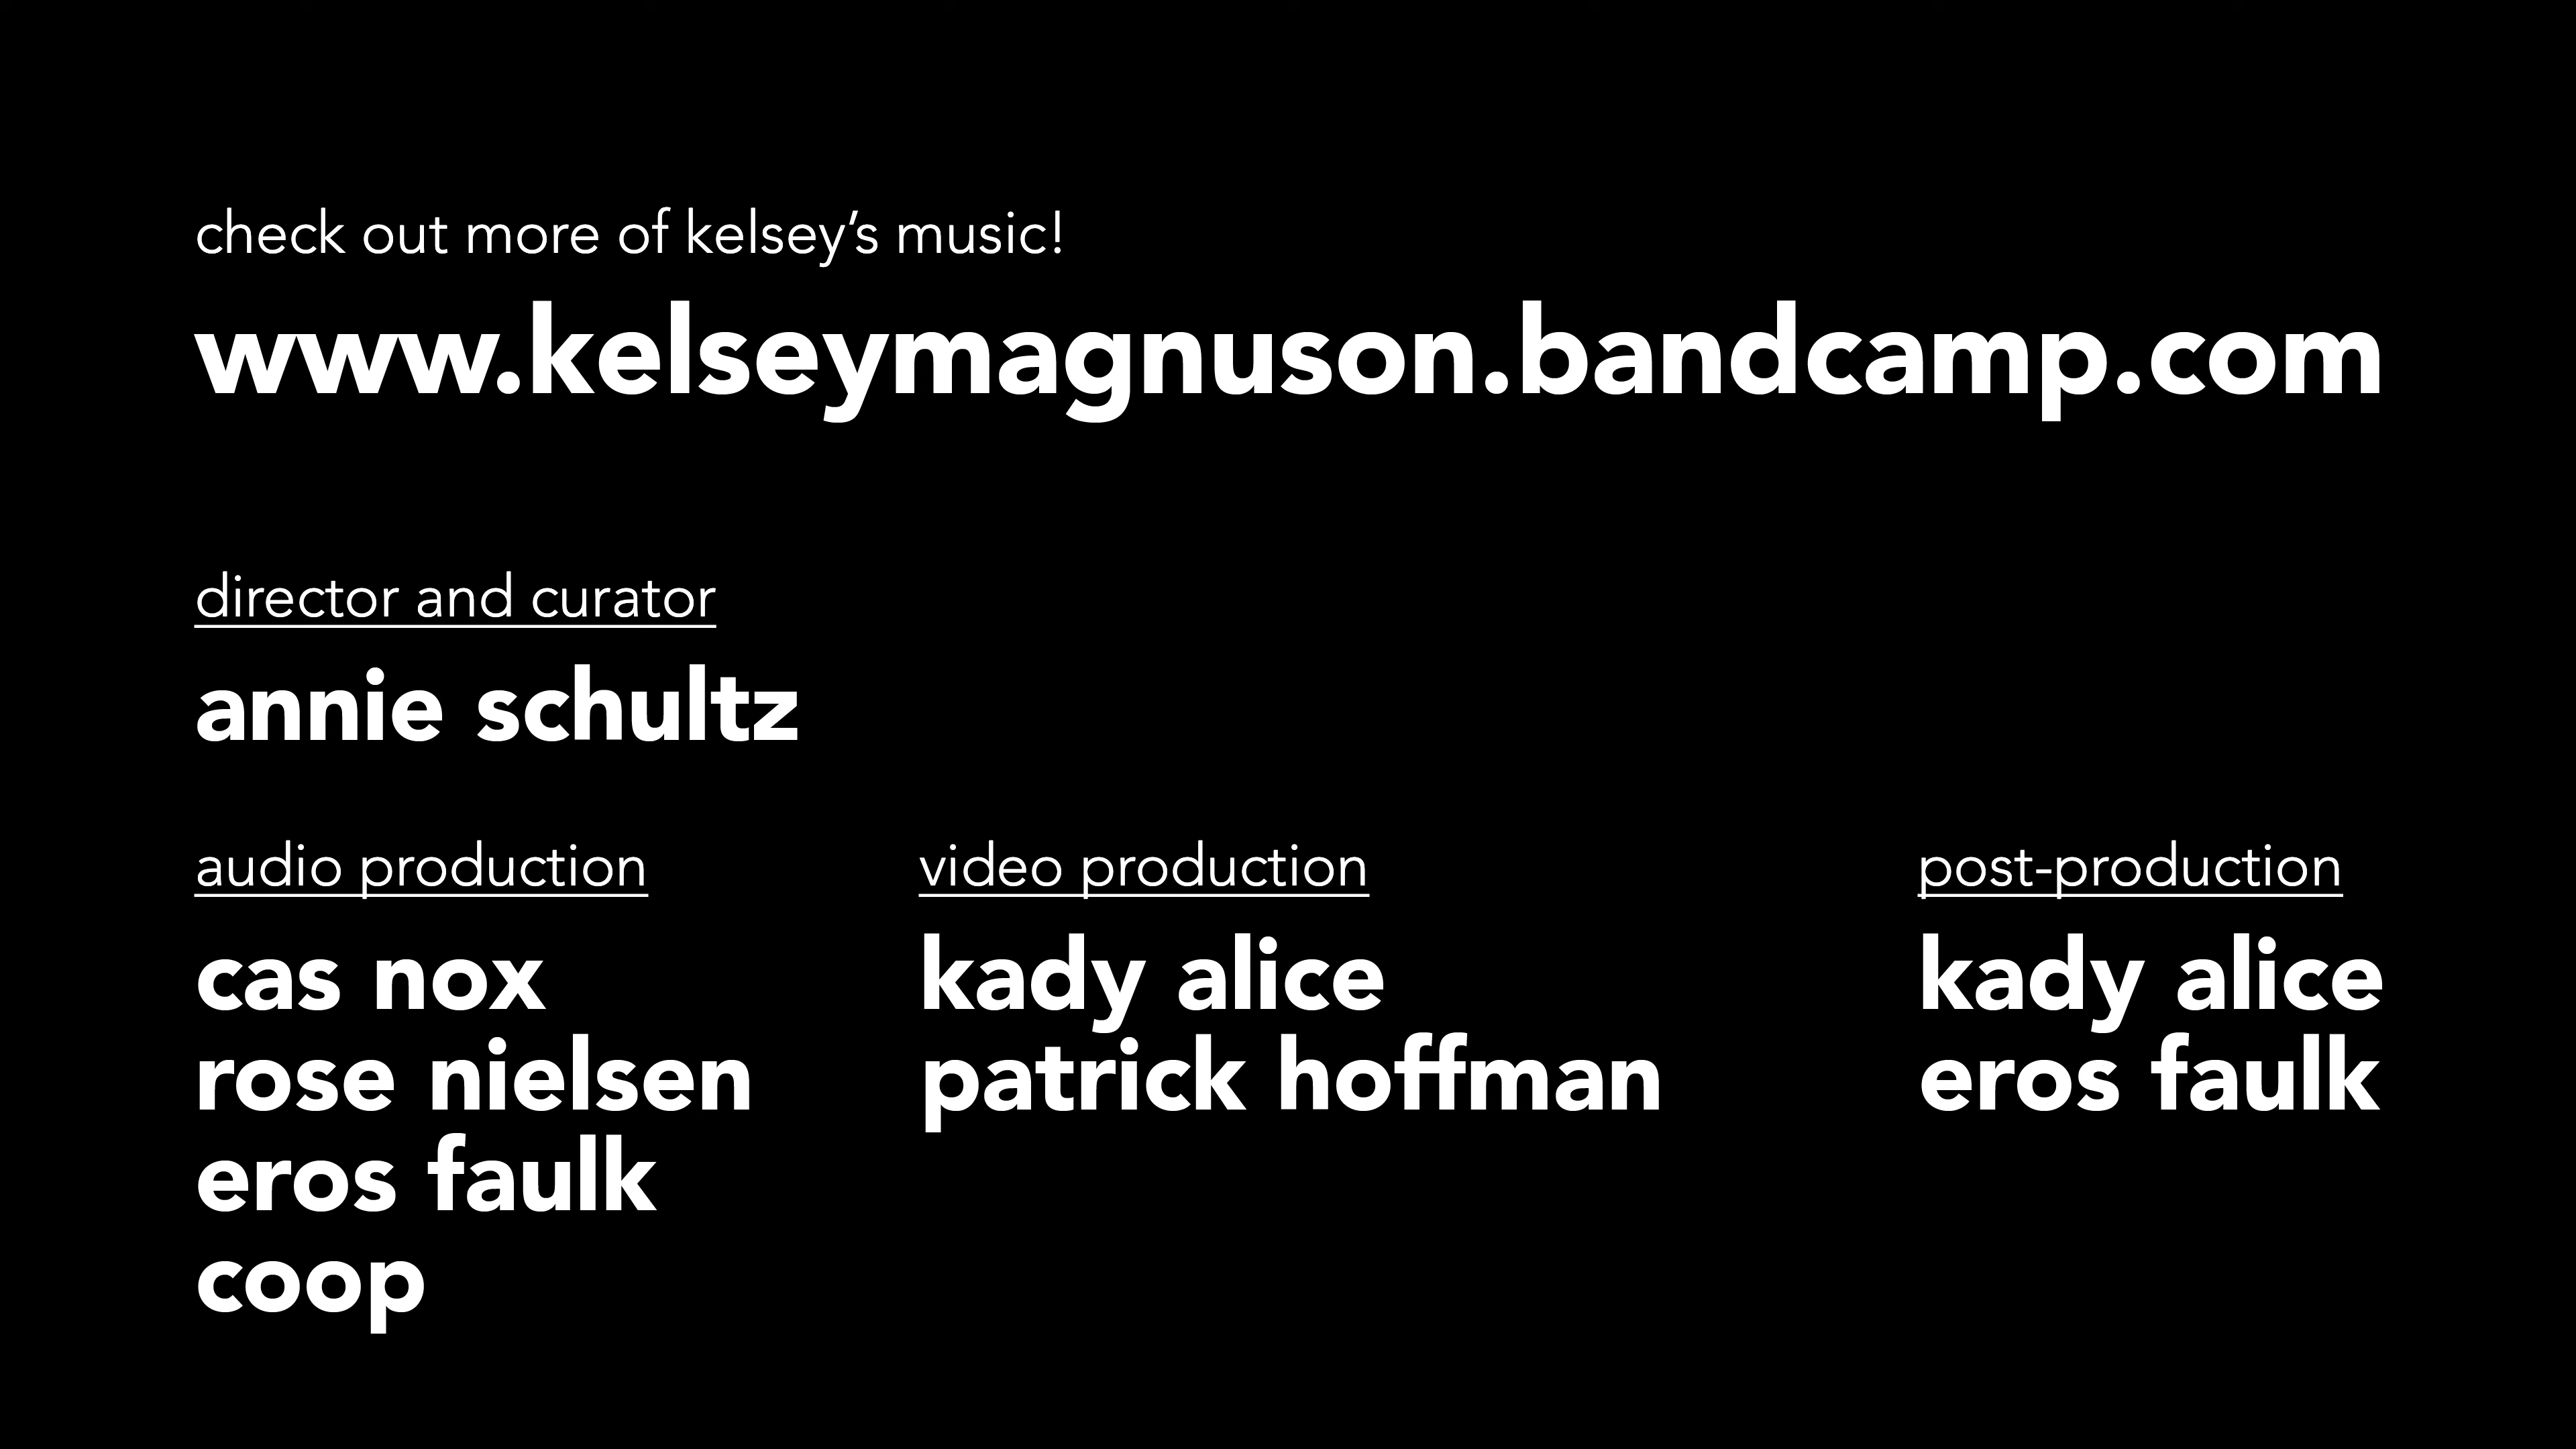 check out more of kelsey's music!
www.kelseymagnuson.bandcamp.com
director and curator
annie schultz
audio production
cas nox
rose nielsen
eros faulk
coop
video production
kady alice
patrick hoffman
post-production
kady alice
eros faulk